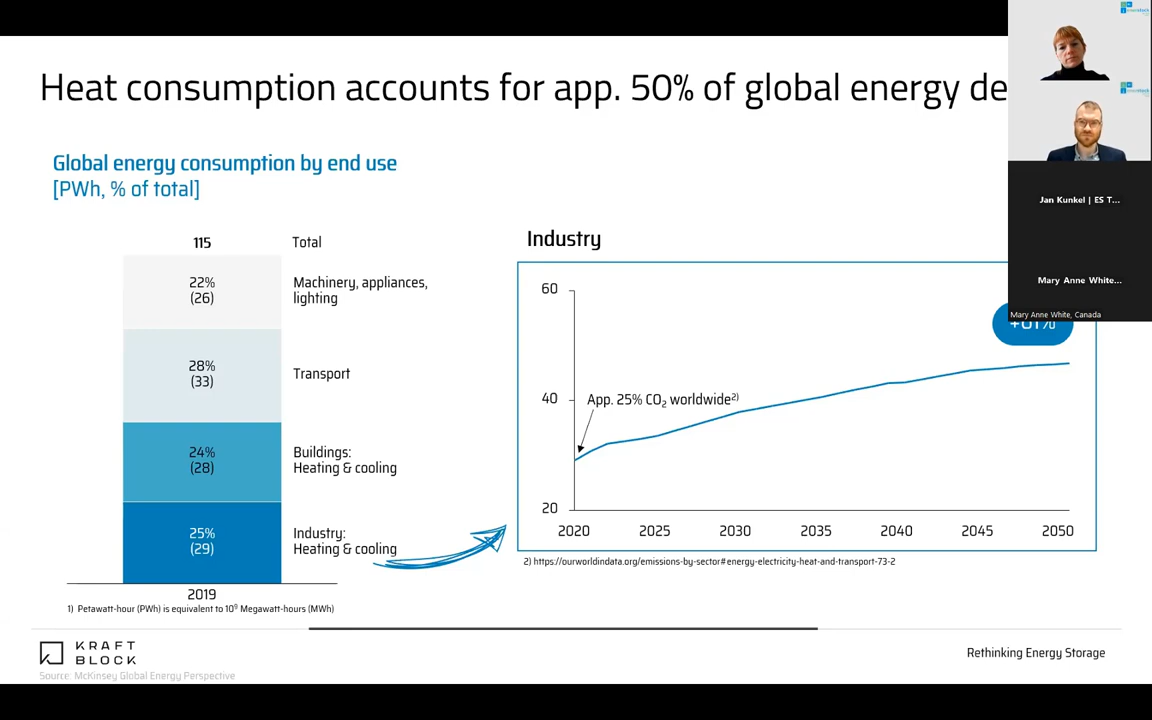 Heat consumption accounts for app. 50% of global energy de
Global energy consumption by end use
[PWh, % of total]
115
Total
22%
(26)
Machinery, appliances,
lighting
28%
(33)
Transport
24%
(28)
Buildings:
Heating & cooling
25%
(29)
Industry:
Heating & cooling
2019
1) Petawatt-hour (PWh) is equivalent to 10⁹ Megawatt-hours (MWh)
Industry
60
40
20
App. 25% CO₂ worldwide²⁾
2020 2025 2030 2035 2040 2045 2050
2) https://ourworldindata.org/emissions-by-sector#energy-electricity-heat-and-transport-73-2
Jan Kunkel | ES T...
Mary Anne White...
Mary Anne White, Canada
KRAFT
BLOCK
Rethinking Energy Storage
Source: McKinsey Global Energy Perspective